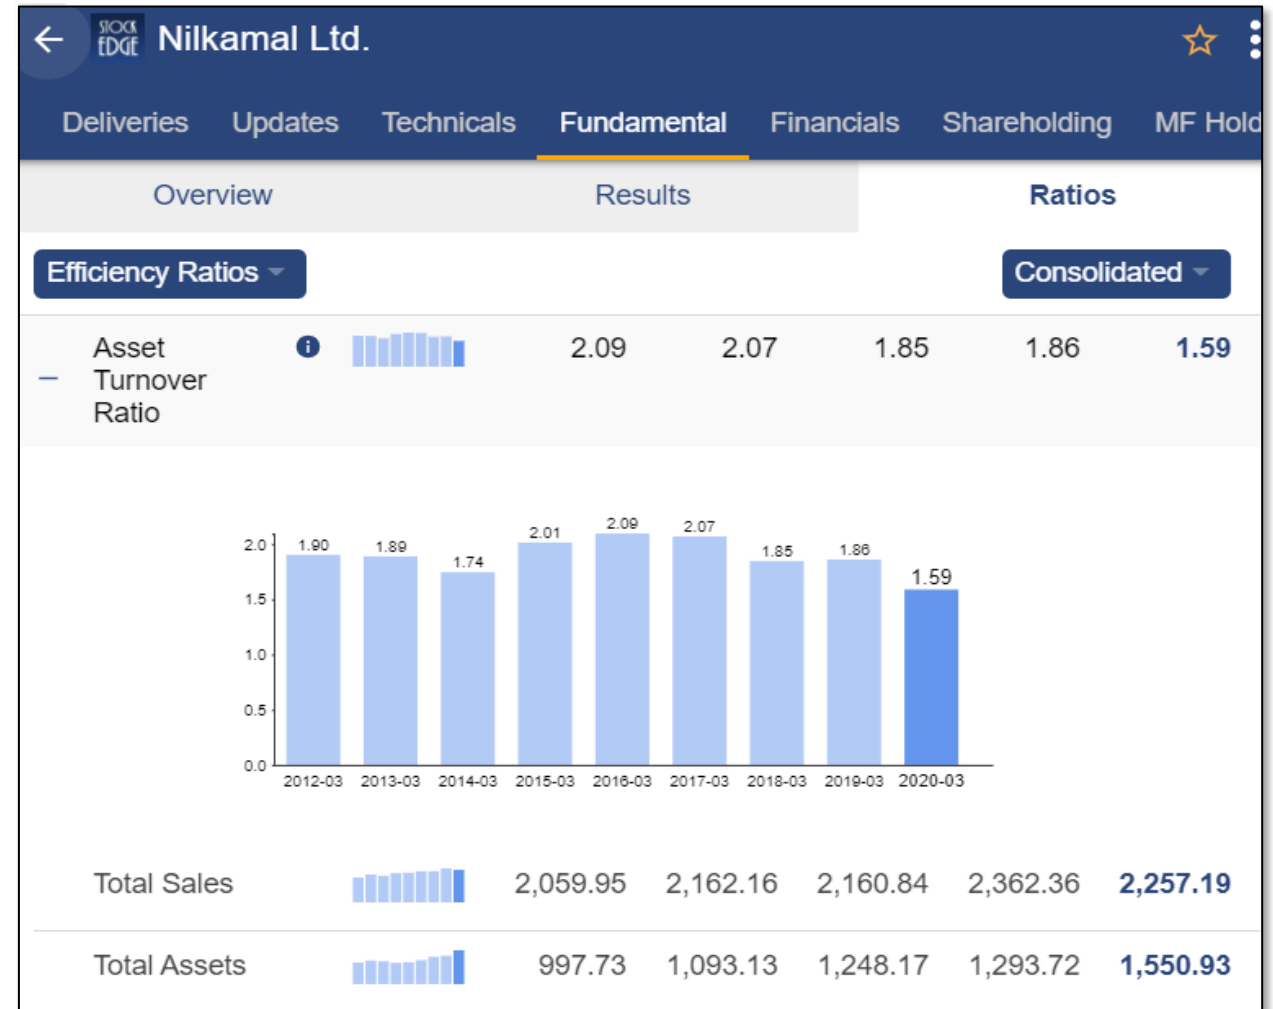 STOCK EDGE Nilkamal Ltd.
Deliveries Updates Technicals Fundamental Financials Shareholding MF Hold
Overview Results Ratios
Efficiency Ratios Consolidated
Asset Turnover Ratio i 2.09 2.07 1.85 1.86 1.59
2.0 1.90 1.89 1.74 2.01 2.09 2.07 1.85 1.86 1.59
1.5
1.0
0.5
0.0
2012-03 2013-03 2014-03 2015-03 2016-03 2017-03 2018-03 2019-03 2020-03
Total Sales 2,059.95 2,162.16 2,160.84 2,362.36 2,257.19
Total Assets 997.73 1,093.13 1,248.17 1,293.72 1,550.93